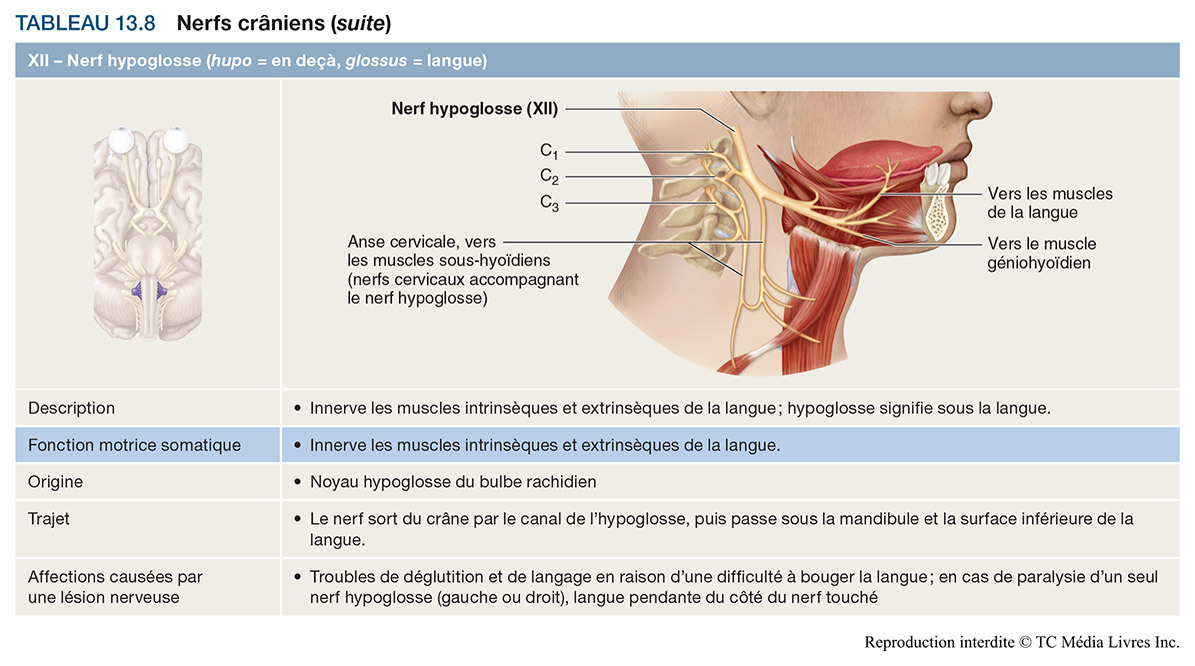 TABLEAU 13.8 Nerfs crâniens (suite)
XII – Nerf hypoglosse (hupo = en deçà, glossus = langue)
Nerf hypoglosse (XII)
C1
C2
C3
Anse cervicale, vers
les muscles sous-hyoïdiens
(nerfs cervicaux accompagnant
le nerf hypoglosse)
Vers les muscles
de la langue
Vers le muscle
géniohyoïdien
Description
• Innerve les muscles intrinsèques et extrinsèques de la langue ; hypoglosse signifie sous la langue.
Fonction motrice somatique
• Innerve les muscles intrinsèques et extrinsèques de la langue.
Origine
• Noyau hypoglosse du bulbe rachidien
Trajet
• Le nerf sort du crâne par le canal de l’hypoglosse, puis passe sous la mandibule et la surface inférieure de la
langue.
Affections causées par
une lésion nerveuse
• Troubles de déglutition et de langage en raison d’une difficulté à bouger la langue ; en cas de paralysie d’un seul
nerf hypoglosse (gauche ou droit), langue pendante du côté du nerf touché
Reproduction interdite © TC Média Livres Inc.